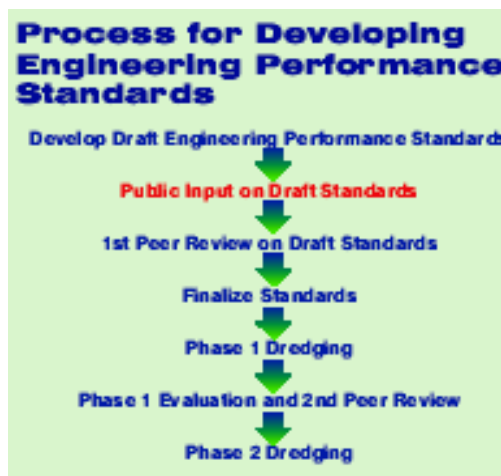 Process for Developing
Engineering Performance
Standards
Develop Draft Engineering Performance Standards
Public Input on Draft Standards
1st Peer Review on Draft Standards
Finalize Standards
Phase 1 Dredging
Phase 1 Evaluation and 2nd Peer Review
Phase 2 Dredging